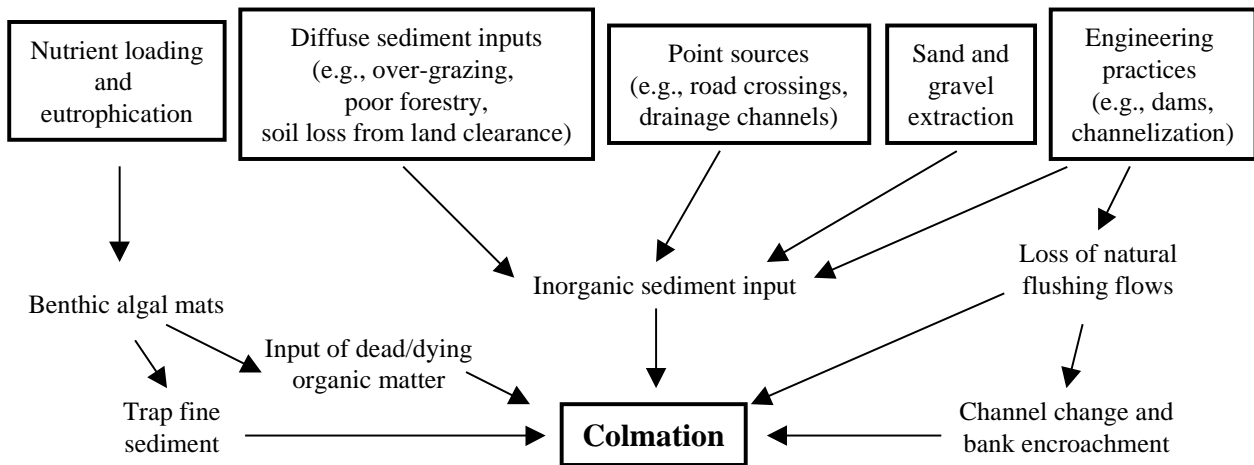 Nutrient loading
and
eutrophication
Diffuse sediment inputs
(e.g., over-grazing,
poor forestry,
soil loss from land clearance)
Point sources
(e.g., road crossings,
drainage channels)
Sand and
gravel
extraction
Engineering
practices
(e.g., dams,
channelization)
Benthic algal mats
Inorganic sediment input
Loss of natural
flushing flows
Input of dead/dying
organic matter
Trap fine
sediment
Colmation
Channel change and
bank encroachment